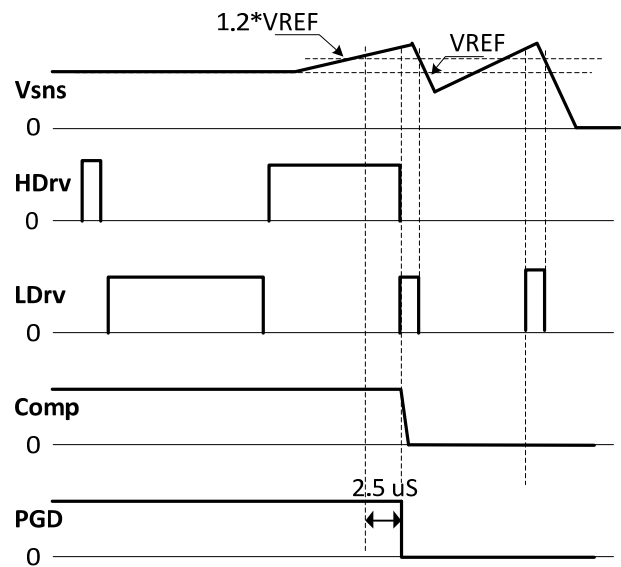 1.2*VREF
VREF
Vsns
0
HDrv
0
LDrv
0
Comp
0
2.5 uS
PGD
0